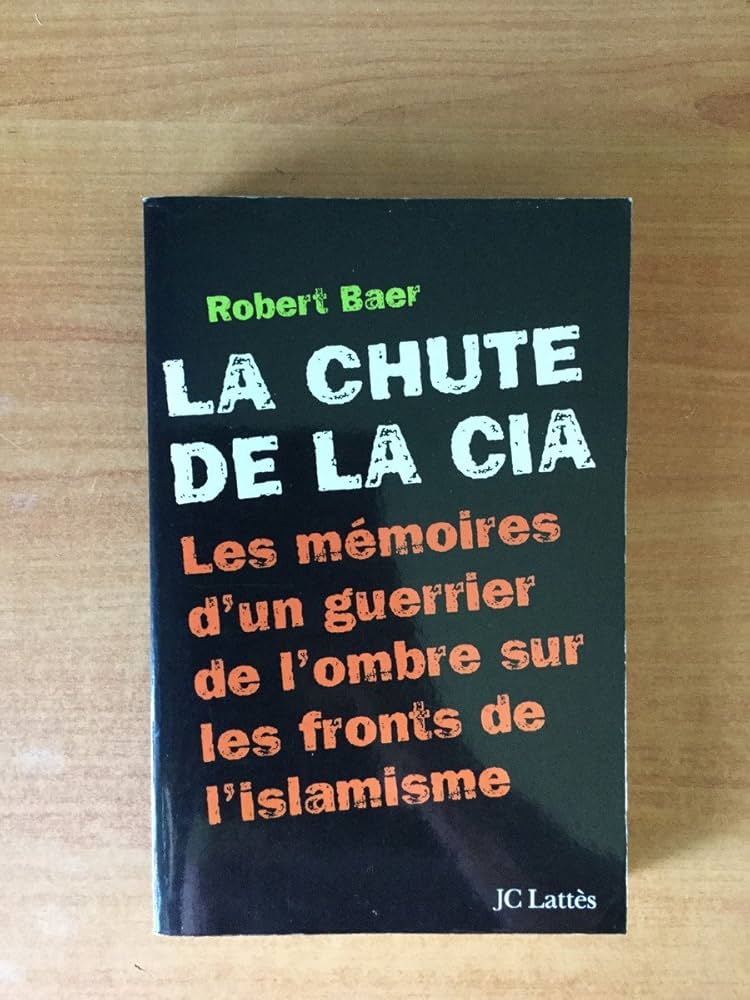 Robert Baer
LA CHUTE
DE LA CIA
Les mémoires
d'un guerrier
de l'ombre sur
les fronts de
l'islamisme
JC Lattès